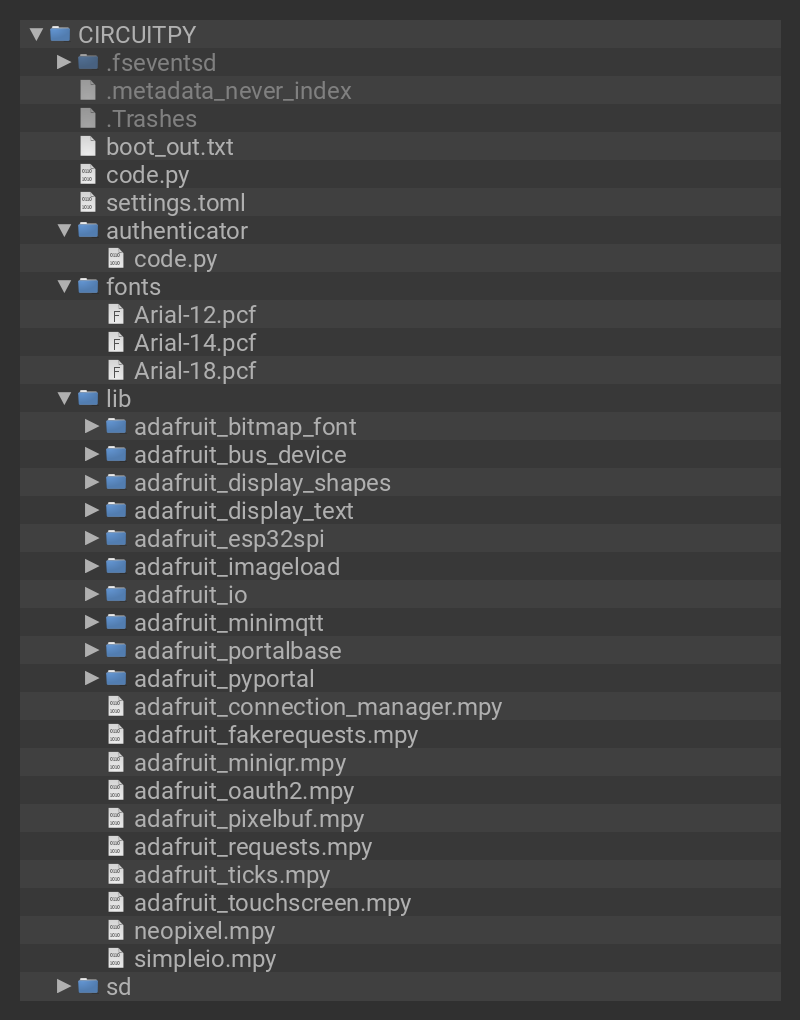 CIRCUITPY
.fseventsd
.metadata_never_index
.Trashes
boot_out.txt
code.py
settings.toml
authenticator
code.py
fonts
Arial-12.pcf
Arial-14.pcf
Arial-18.pcf
lib
adafruit_bitmap_font
adafruit_bus_device
adafruit_display_shapes
adafruit_display_text
adafruit_esp32spi
adafruit_imageload
adafruit_io
adafruit_minimqtt
adafruit_portalbase
adafruit_pyportal
adafruit_connection_manager.mpy
adafruit_fakerequests.mpy
adafruit_miniqr.mpy
adafruit_oauth2.mpy
adafruit_pixelbuf.mpy
adafruit_requests.mpy
adafruit_ticks.mpy
adafruit_touchscreen.mpy
neopixel.mpy
simpleio.mpy
sd